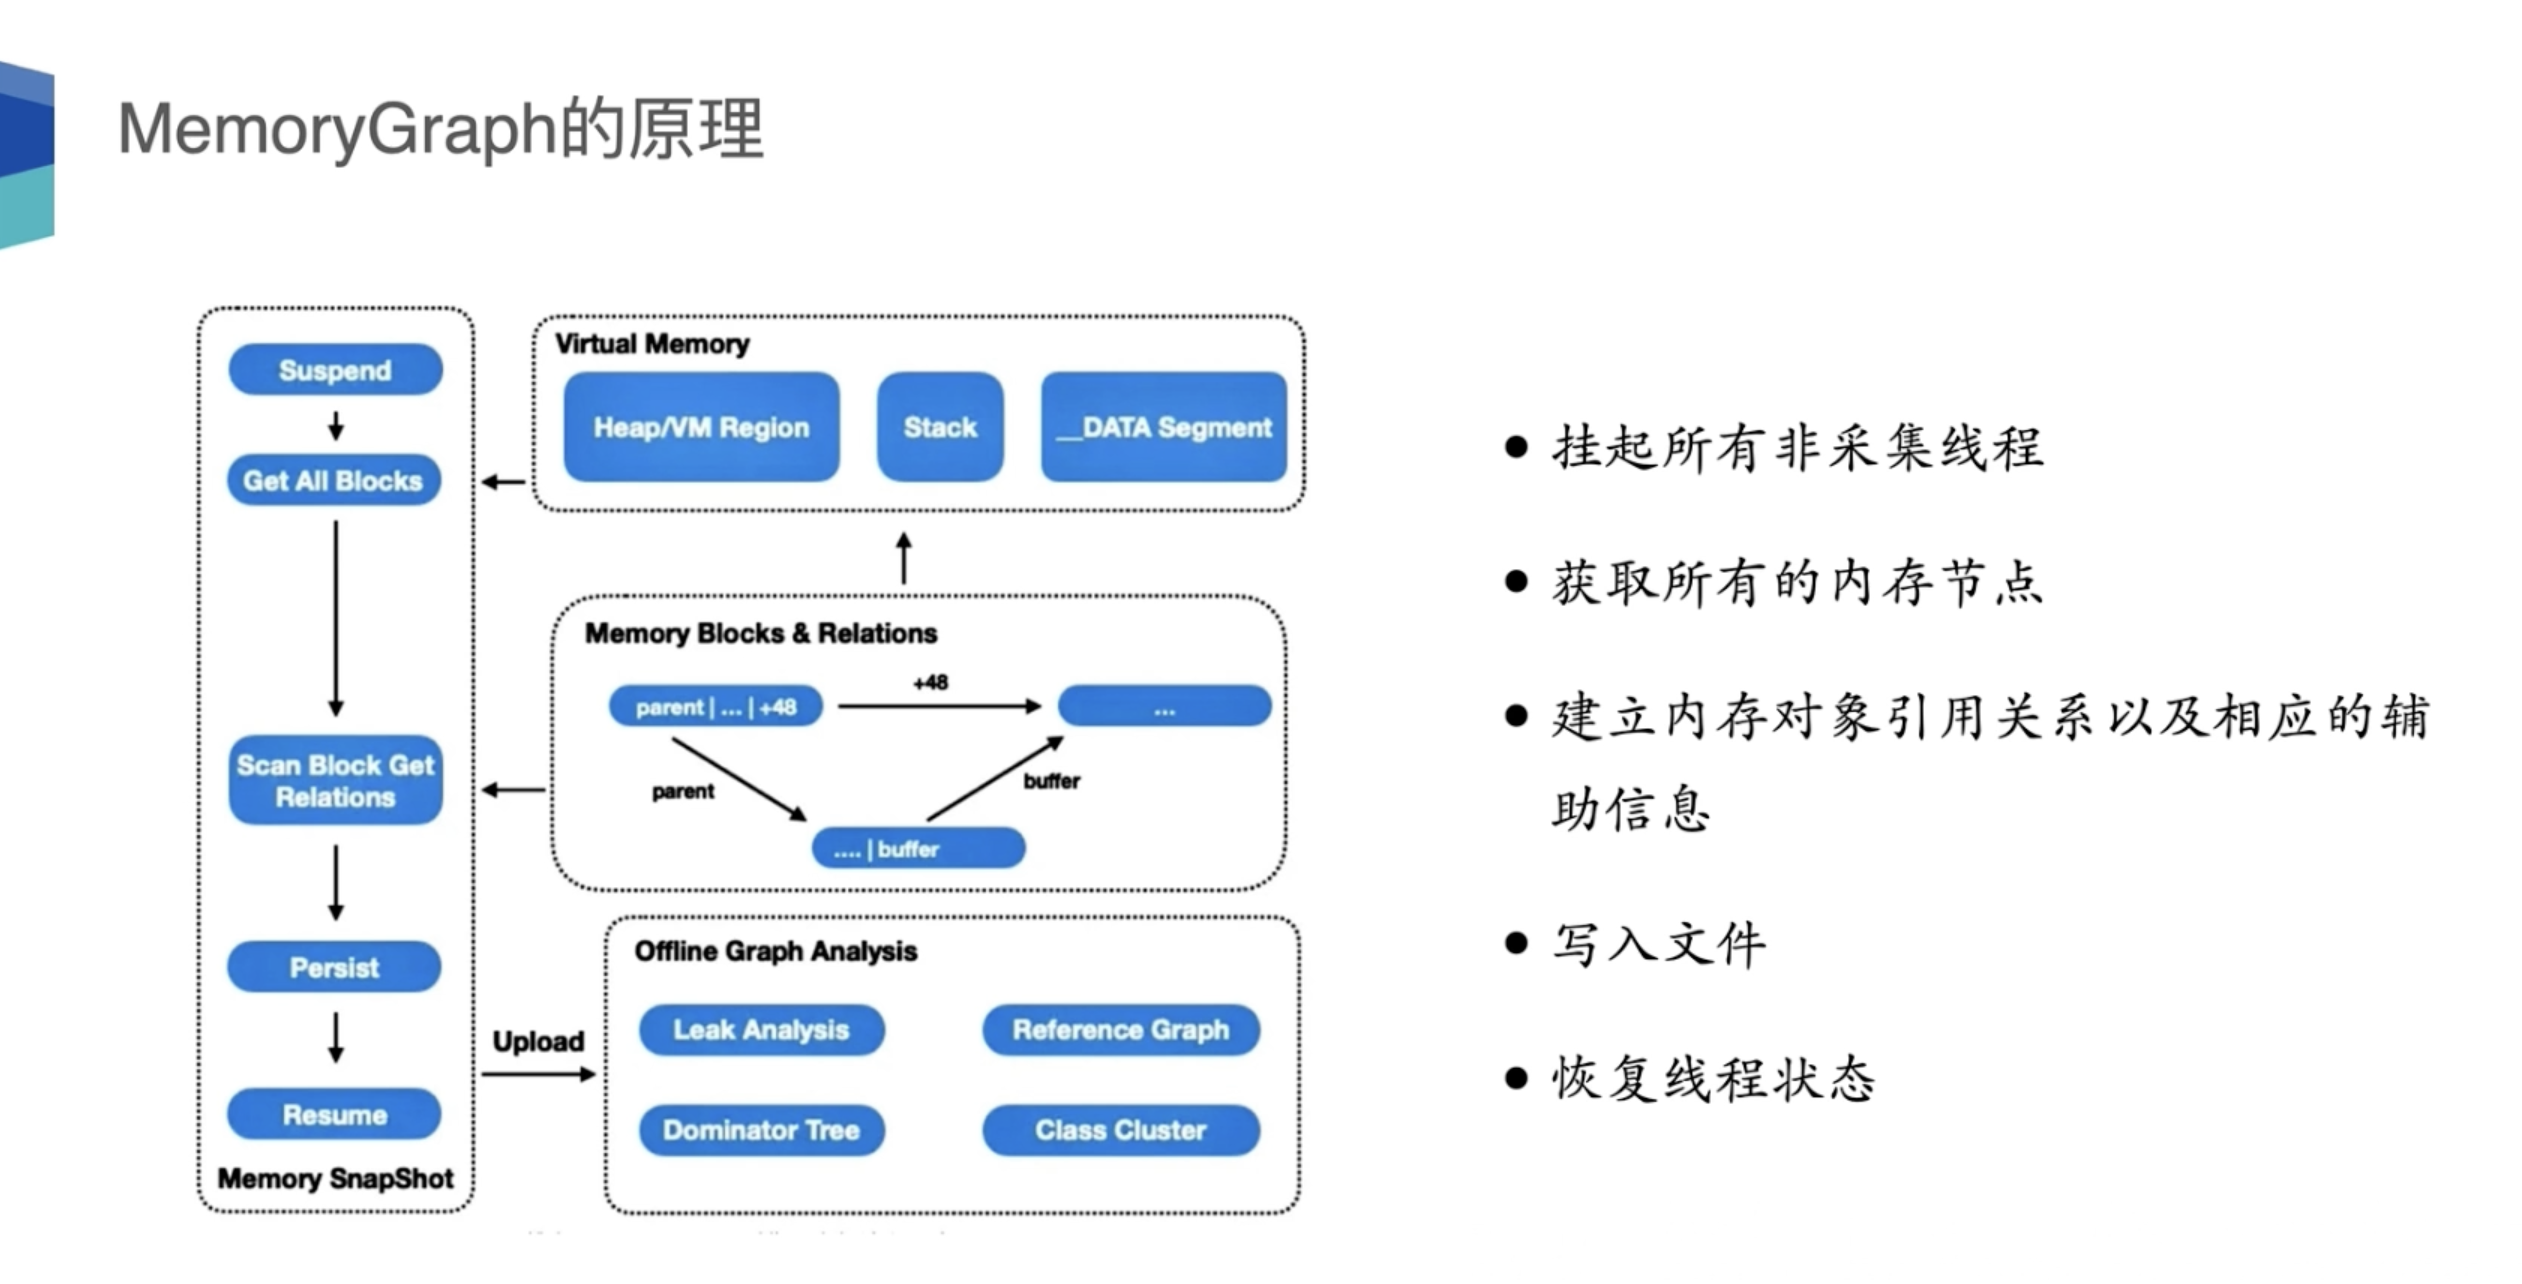 MemoryGraph的原理
Suspend
Get All Blocks
Scan Block Get
Relations
Persist
Resume
Memory SnapShot
Virtual Memory
Heap/VM Region
Stack
__DATA Segment
Memory Blocks & Relations
parent | ... | +48
+48
...
parent
buffer
.... | buffer
Upload
Offline Graph Analysis
Leak Analysis
Reference Graph
Dominator Tree
Class Cluster
● 挂起所有非采集线程
● 获取所有的内存节点
● 建立内存对象引用关系以及相应的辅
助信息
● 写入文件
● 恢复线程状态